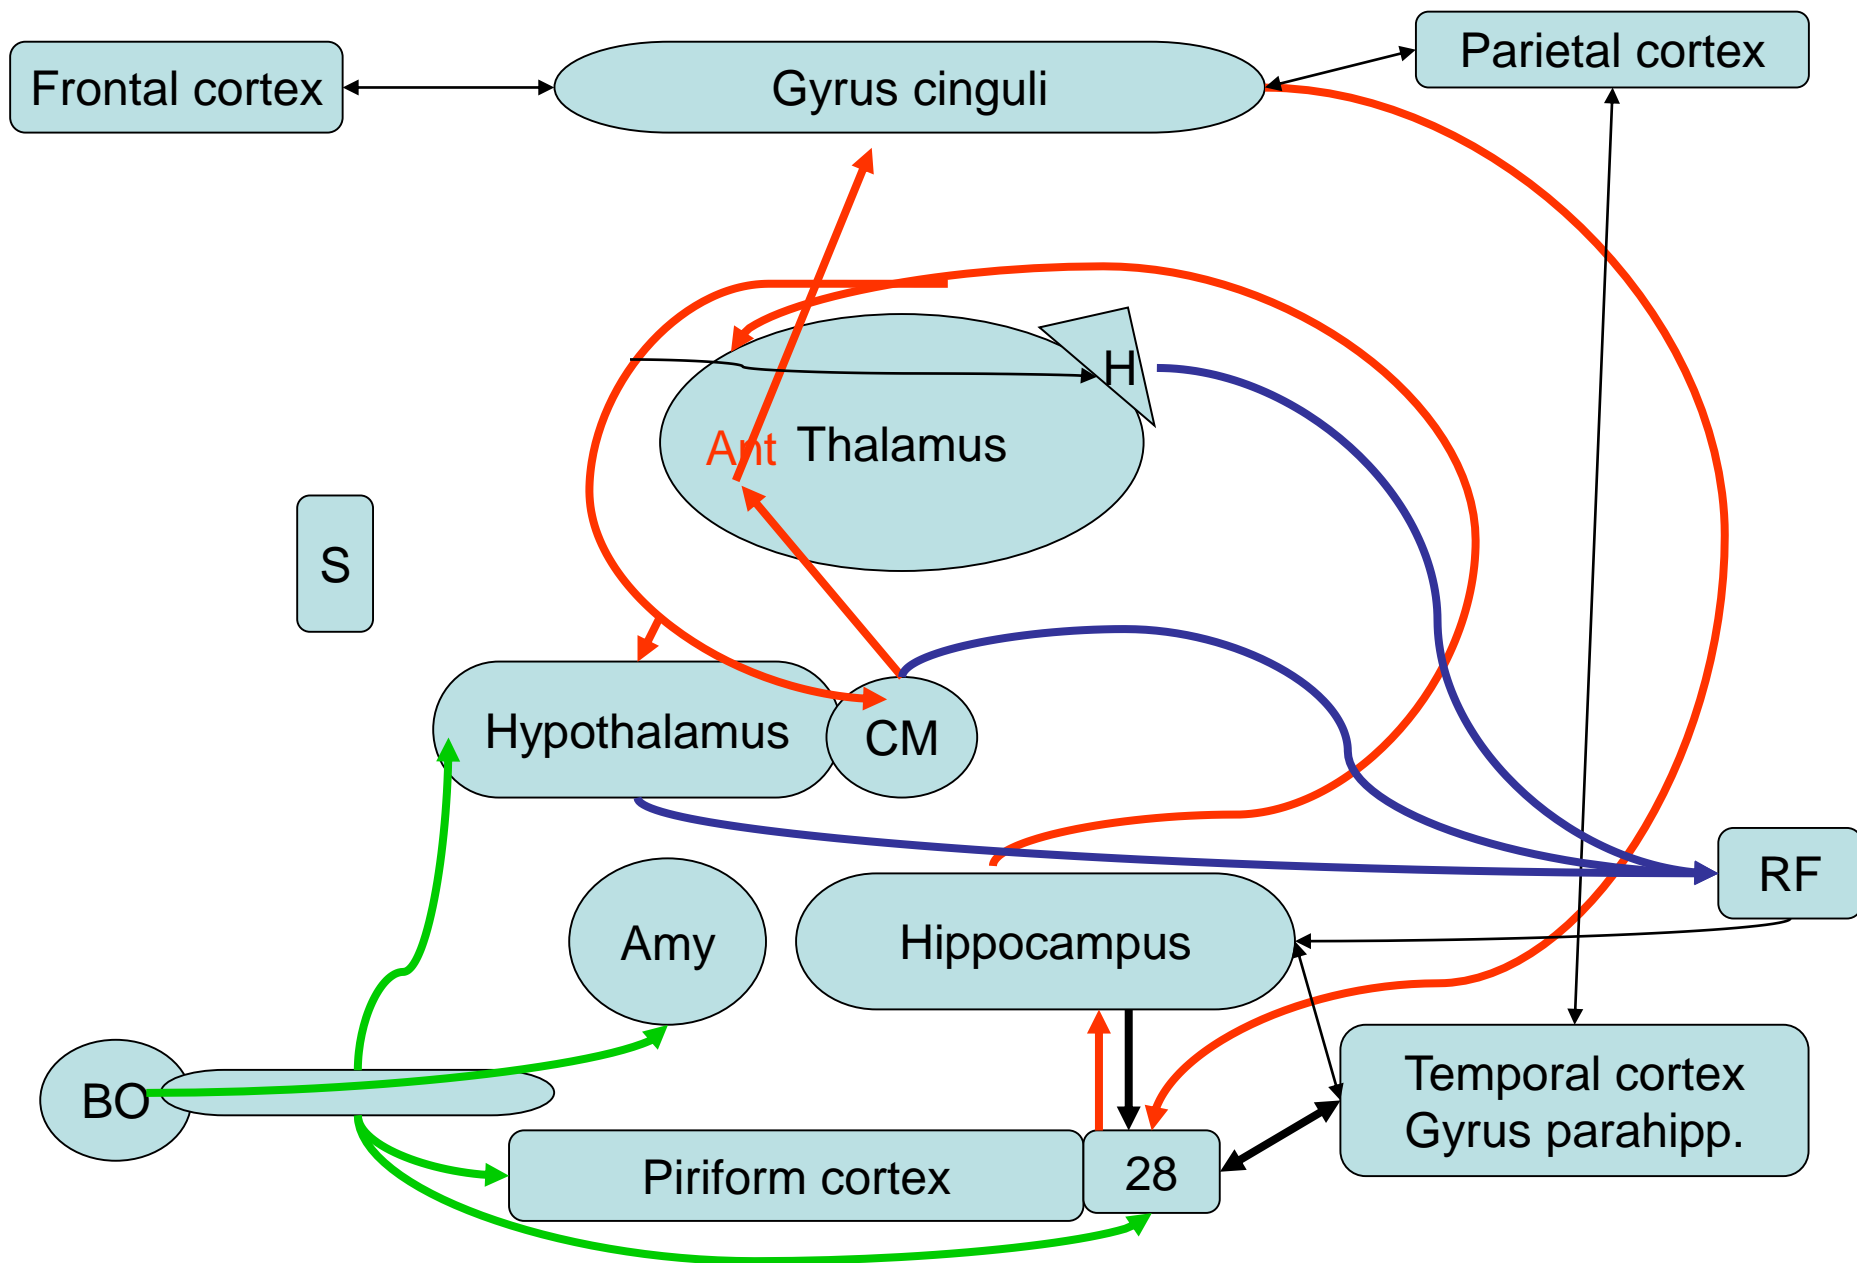 Frontal cortex
Gyrus cinguli
Parietal cortex
H
Ant Thalamus
S
Hypothalamus
CM
RF
Amy
Hippocampus
BO
Temporal cortex
Gyrus parahipp.
Piriform cortex
28